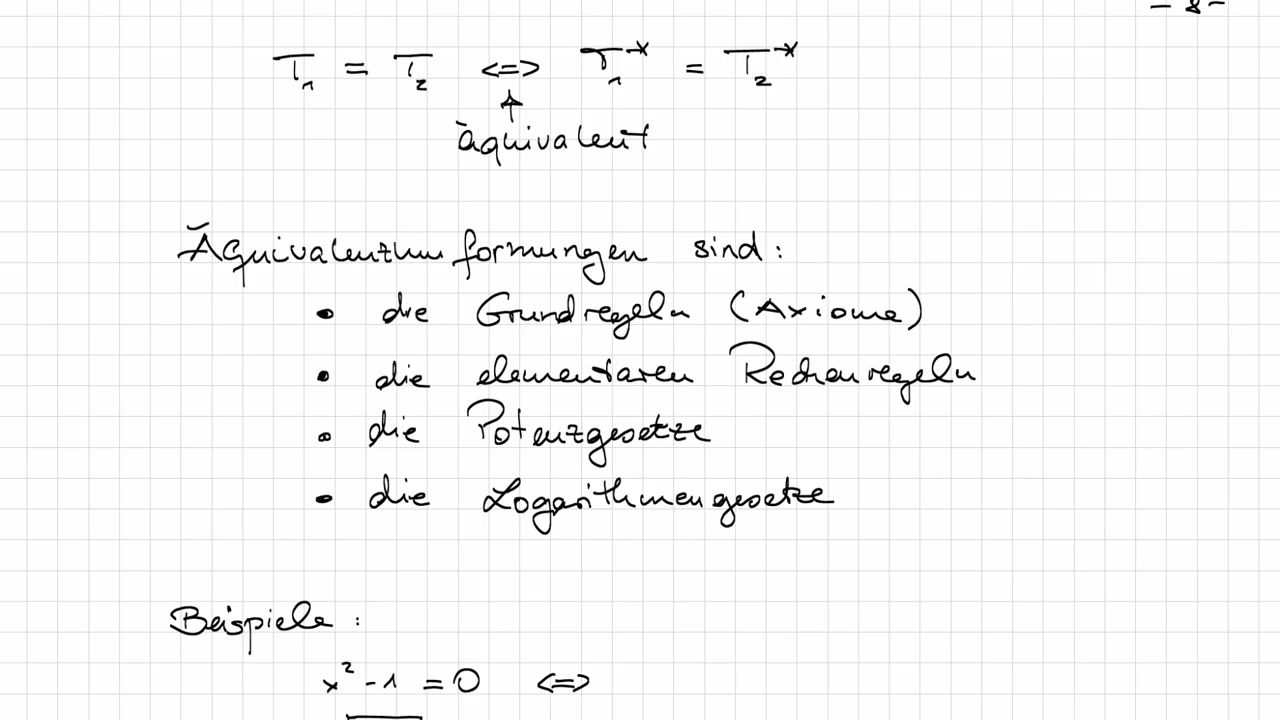 - 8 -
T₁ = T₂ <=> T₁* = T₂*
↑
äquivalent
Äquivalenzumformungen sind:
• die Grundregeln (Axiome)
• die elementaren Rechenregeln
• die Potenzgesetze
• die Logarithmengesetze
Beispiele:
x² - 1 = 0 <=>